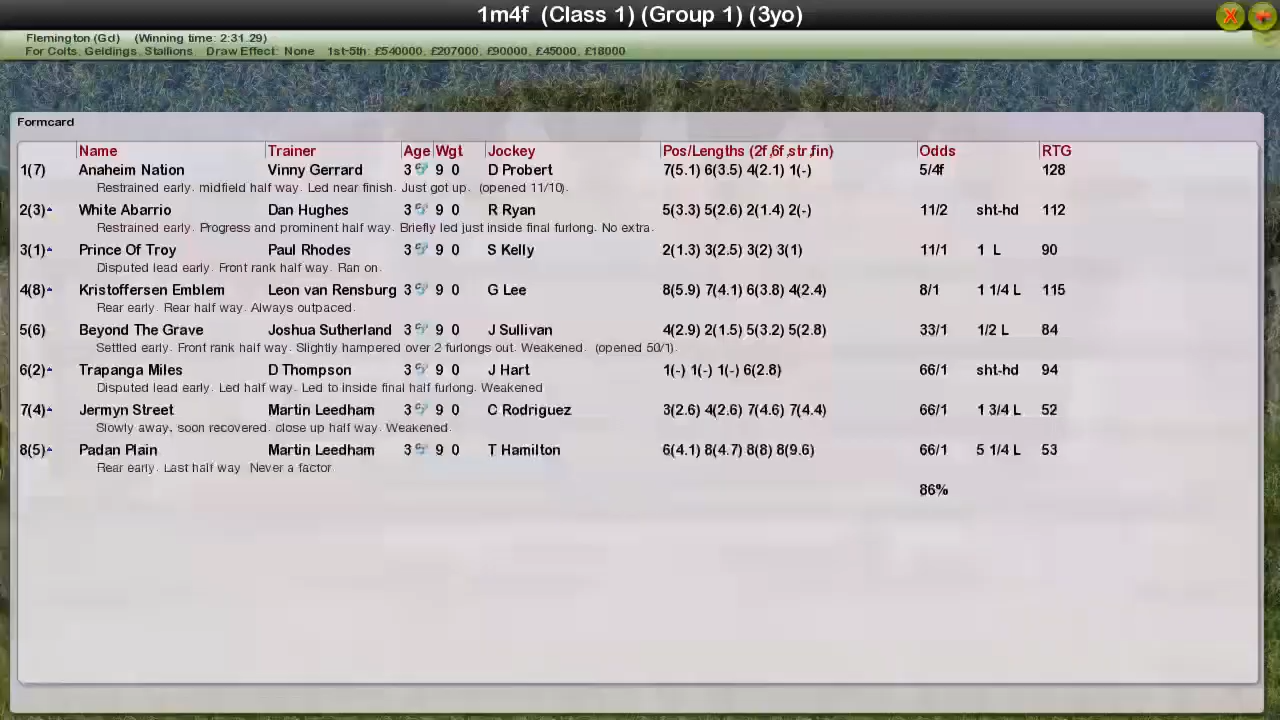 1m4f (Class 1) (Group 1) (3yo)
Flemington (Gd) (Winning time: 2:31.29)
For Colts, Geldings, Stallions Draw Effect: None 1st-5th: £540000, £207000, £90000, £45000, £18000
Formcard
Name Trainer Age Wgt Jockey Pos/Lengths (2f,6f,str,fin) Odds RTG
1(7) Anaheim Nation Vinny Gerrard 3 9 0 D Probert 7(5.1) 6(3.5) 4(2.1) 1(-) 5/4f 128
Restrained early. midfield half way. Led near finish. Just got up. (opened 11/10).
2(3) White Abarrio Dan Hughes 3 9 0 R Ryan 5(3.3) 5(2.6) 2(1.4) 2(-) 11/2 sht-hd 112
Restrained early. Progress and prominent half way. Briefly led just inside final furlong. No extra.
3(1) Prince Of Troy Paul Rhodes 3 9 0 S Kelly 2(1.3) 3(2.5) 3(2) 3(1) 11/1 1 L 90
Disputed lead early. Front rank half way. Ran on.
4(8) Kristoffersen Emblem Leon van Rensburg 3 9 0 G Lee 8(5.9) 7(4.1) 6(3.8) 4(2.4) 8/1 1 1/4 L 115
Rear early. Rear half way. Always outpaced.
5(6) Beyond The Grave Joshua Sutherland 3 9 0 J Sullivan 4(2.9) 2(1.5) 5(3.2) 5(2.8) 33/1 1/2 L 84
Settled early. Front rank half way. Slightly hampered over 2 furlongs out. Weakened. (opened 50/1).
6(2) Trapanga Miles D Thompson 3 9 0 J Hart 1(-) 1(-) 1(-) 6(2.8) 66/1 sht-hd 94
Disputed lead early. Led half way. Led to inside final half furlong. Weakened
7(4) Jermyn Street Martin Leedham 3 9 0 C Rodriguez 3(2.6) 4(2.6) 7(4.6) 7(4.4) 66/1 1 3/4 L 52
Slowly away, soon recovered. close up half way. Weakened.
8(5) Padan Plain Martin Leedham 3 9 0 T Hamilton 6(4.1) 8(4.7) 8(8) 8(9.6) 66/1 5 1/4 L 53
Rear early. Last half way Never a factor
86%